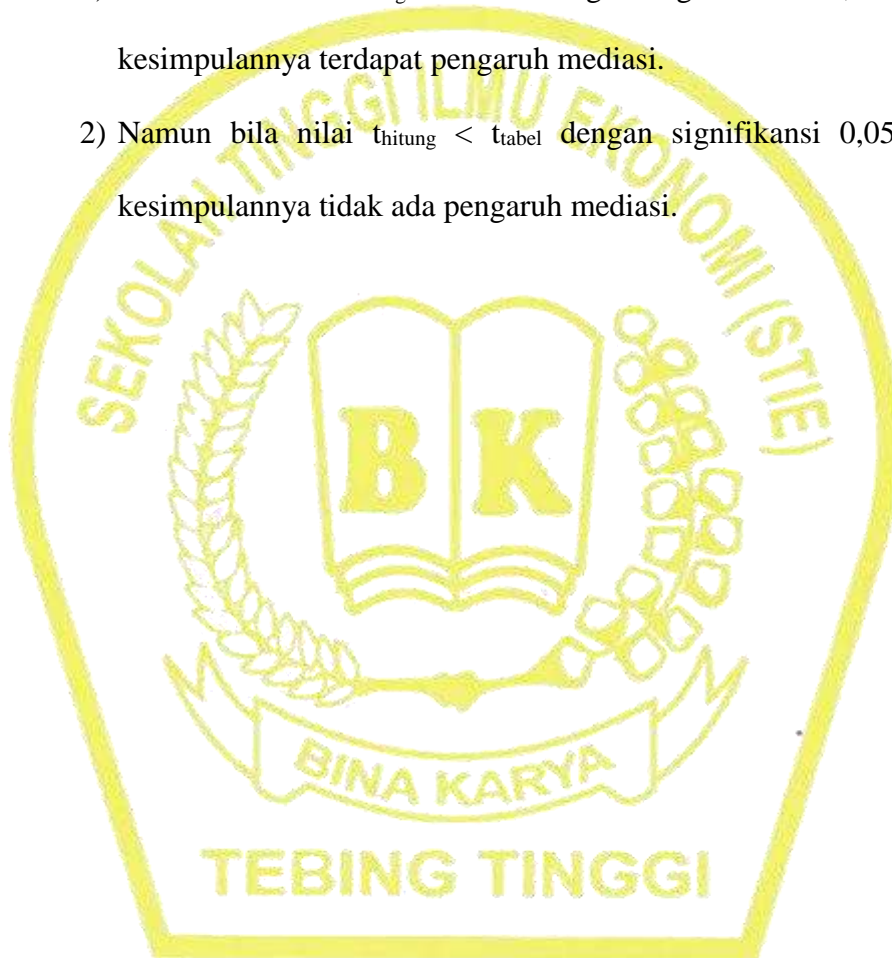 kesimpulannya terdapat pengaruh mediasi.
2) Namun bila nilai thitung < ttabel dengan signifikansi 0,05
kesimpulannya tidak ada pengaruh mediasi.
SEKOLAH TINGGI ILMU EKONOMI (STIE)
B K
BINA KARYA
TEBING TINGGI